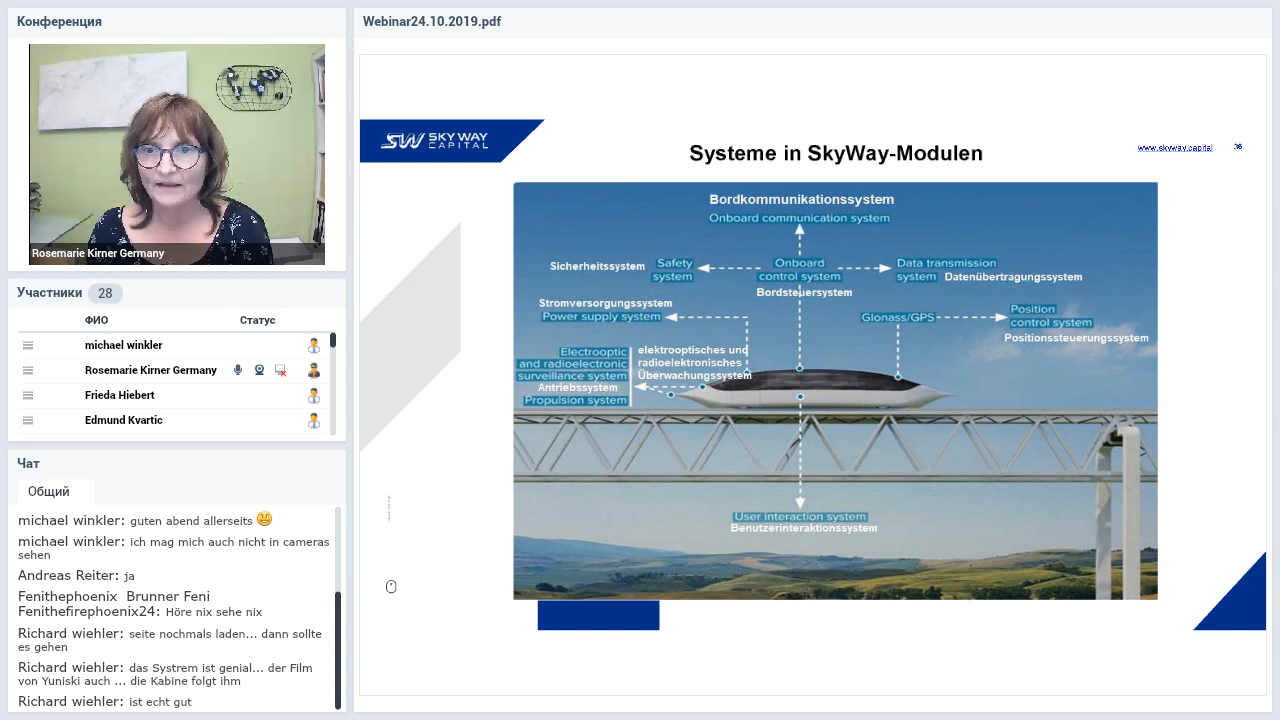 Конференция
Rosemarie Kirner Germany
Участники 28
ФИО Статус
michael winkler
Rosemarie Kirner Germany
Frieda Hiebert
Edmund Kvartic
Чат
Общий
michael winkler: guten abend allerseits
michael winkler: ich mag mich auch nicht in cameras
sehen
Andreas Reiter: ja
Fenithephoenix Brunner Feni
Fenithefirephoenix24: Höre nix sehe nix
Richard wiehler: seite nochmals laden... dann sollte
es gehen
Richard wiehler: das Systrem ist genial... der Film
von Yuniski auch ... die Kabine folgt ihm
Richard wiehler: ist echt gut
Webinar24.10.2019.pdf
SW SKY WAY
CAPITAL
Systeme in SkyWay-Modulen
www.skyway.capital 36
Bordkommunikationssystem
Onboard communication system
Sicherheitssystem
Safety
system
Onboard
control system
Bordsteuersystem
Data transmission
system
Datenübertragungssystem
Stromversorgungssystem
Power supply system
Glonass/GPS
Position
control system
Positionssteuerungssystem
Electrooptic
and radioelectronic
surveillance system
elektrooptisches und
radioelektronisches
Überwachungssystem
Antriebssystem
Propulsion system
User interaction system
Benutzerinteraktionssystem